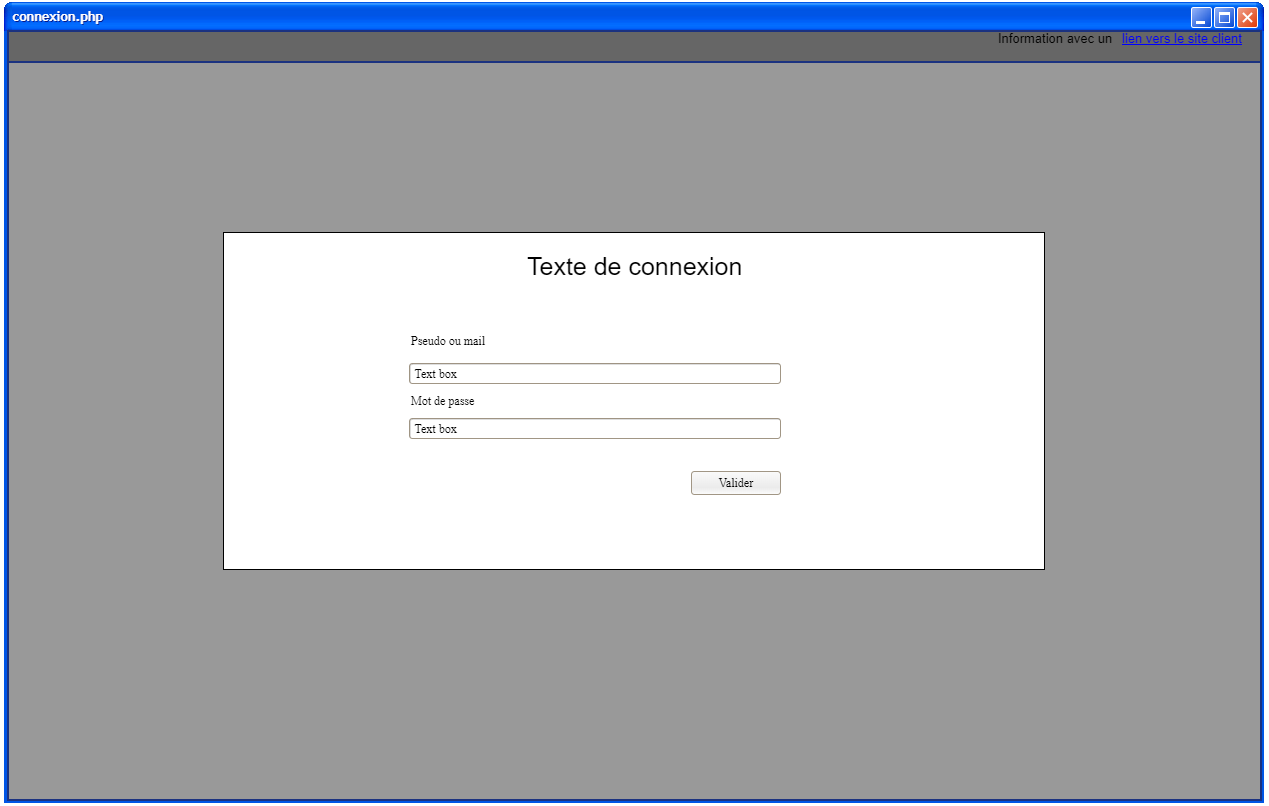 connexion.php
Information avec un lien vers le site client
Texte de connexion
Pseudo ou mail
Text box
Mot de passe
Text box
Valider